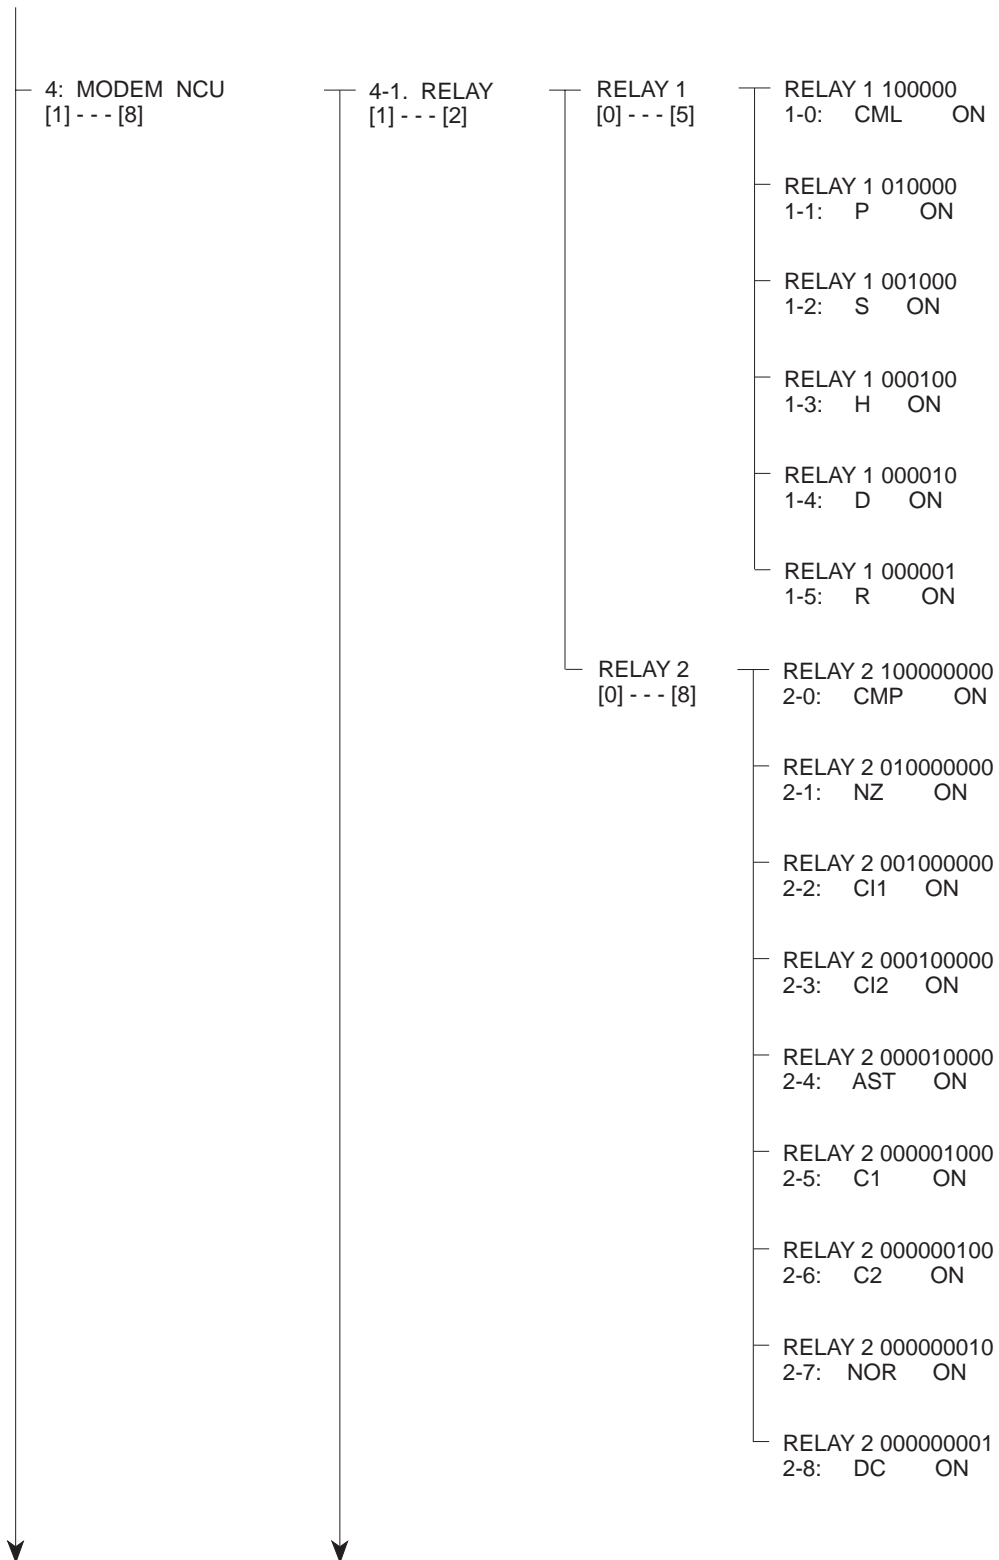 4: MODEM NCU
[1] - - - [8]
4-1. RELAY
[1] - - - [2]
RELAY 1
[0] - - - [5]
RELAY 1 100000
1-0: CML ON
RELAY 1 010000
1-1: P ON
RELAY 1 001000
1-2: S ON
RELAY 1 000100
1-3: H ON
RELAY 1 000010
1-4: D ON
RELAY 1 000001
1-5: R ON
RELAY 2
[0] - - - [8]
RELAY 2 100000000
2-0: CMP ON
RELAY 2 010000000
2-1: NZ ON
RELAY 2 001000000
2-2: CI1 ON
RELAY 2 000100000
2-3: CI2 ON
RELAY 2 000010000
2-4: AST ON
RELAY 2 000001000
2-5: C1 ON
RELAY 2 000000100
2-6: C2 ON
RELAY 2 000000010
2-7: NOR ON
RELAY 2 000000001
2-8: DC ON